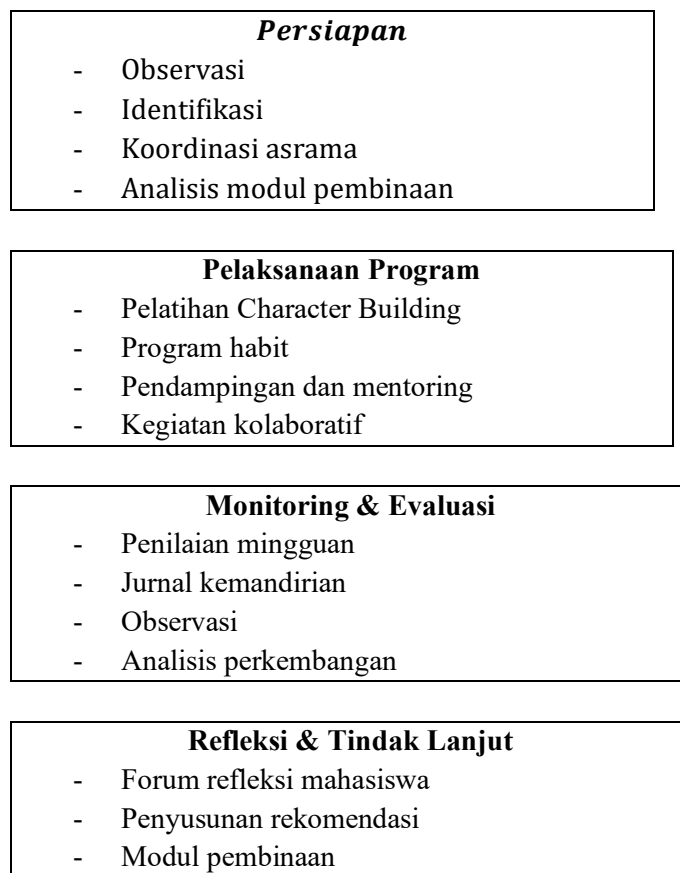 Persiapan
- Observasi
- Identifikasi
- Koordinasi asrama
- Analisis modul pembinaan
Pelaksanaan Program
- Pelatihan Character Building
- Program habit
- Pendampingan dan mentoring
- Kegiatan kolaboratif
Monitoring & Evaluasi
- Penilaian mingguan
- Jurnal kemandirian
- Observasi
- Analisis perkembangan
Refleksi & Tindak Lanjut
- Forum refleksi mahasiswa
- Penyusunan rekomendasi
- Modul pembinaan